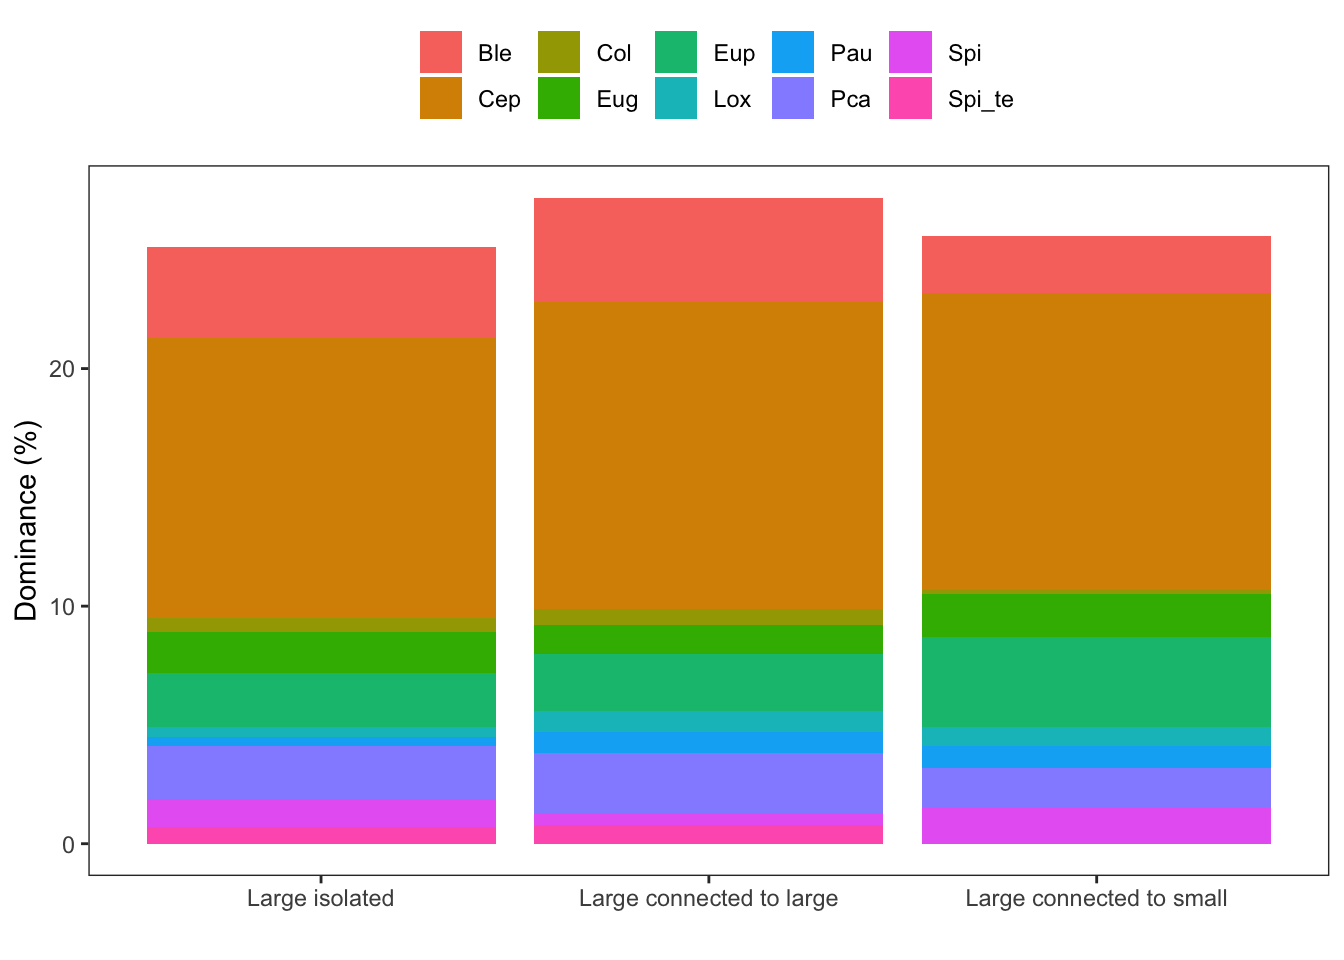 Ble Col Eup Pau Spi
Cep Eug Lox Pca Spi_te
Dominance (%)
20
10
0
Large isolated Large connected to large Large connected to small